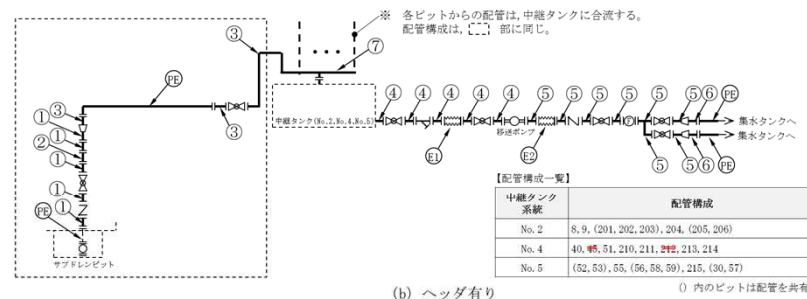 ※ 各ピットからの配管は,中継タンクに合流する。
配管構成は, 部に同じ。
③
⑦
PE
③
③
①
①
②
①
①
①
PE
サブドレンピット
中継タンク(No.2,No.4,No.5)
④
④
④
④
⑤
⑤
⑤
⑤
⑤
⑥
PE
E1
移送ポンプ
E2
集水タンクへ
集水タンクへ
⑤
⑤
⑥
PE
【配管構成一覧】
中継タンク系統 配管構成
No. 2 8, 9, (201, 202, 203), 204, (205, 206)
No. 4 40, 45, 51, 210, 211, 212, 213, 214
No. 5 (52, 53), 55, (56, 58, 59), 215, (30, 57)
() 内のピットは配管を共有
(b) ヘッダ有り